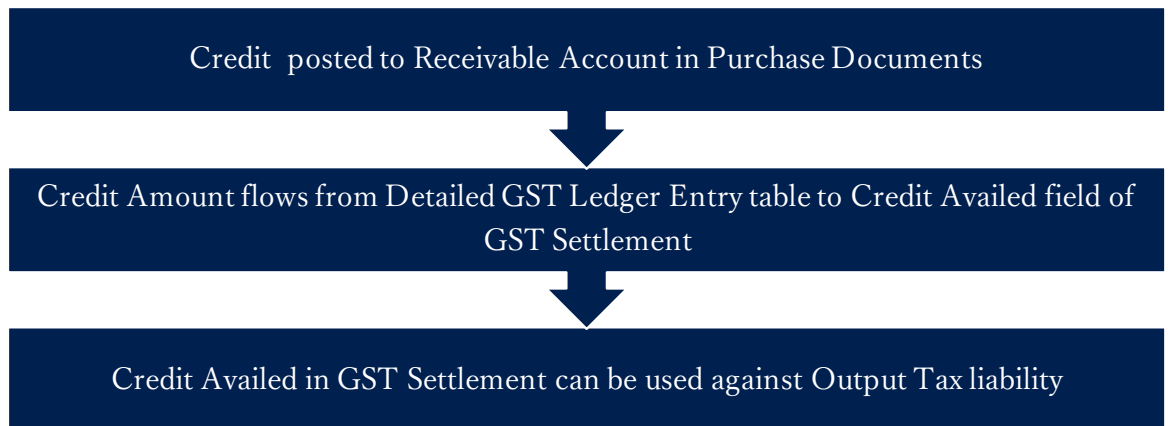 Credit posted to Receivable Account in Purchase Documents
Credit Amount flows from Detailed GST Ledger Entry table to Credit Availed field of
GST Settlement
Credit Availed in GST Settlement can be used against Output Tax liability